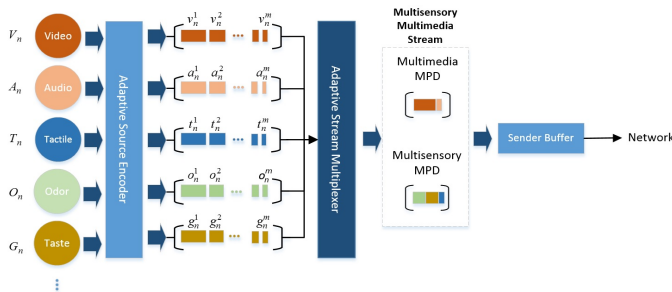 Multisensory
Multimedia
Stream
V_n Video v_n^1 v_n^2 ... v_n^m
A_n Audio a_n^1 a_n^2 ... a_n^m
T_n Tactile t_n^1 t_n^2 ... t_n^m
O_n Odor o_n^1 o_n^2 ... o_n^m
G_n Taste g_n^1 g_n^2 ... g_n^m
Adaptive Source Encoder
Adaptive Stream Multiplexer
Multimedia
MPD
Multisensory
MPD
Sender Buffer
Network